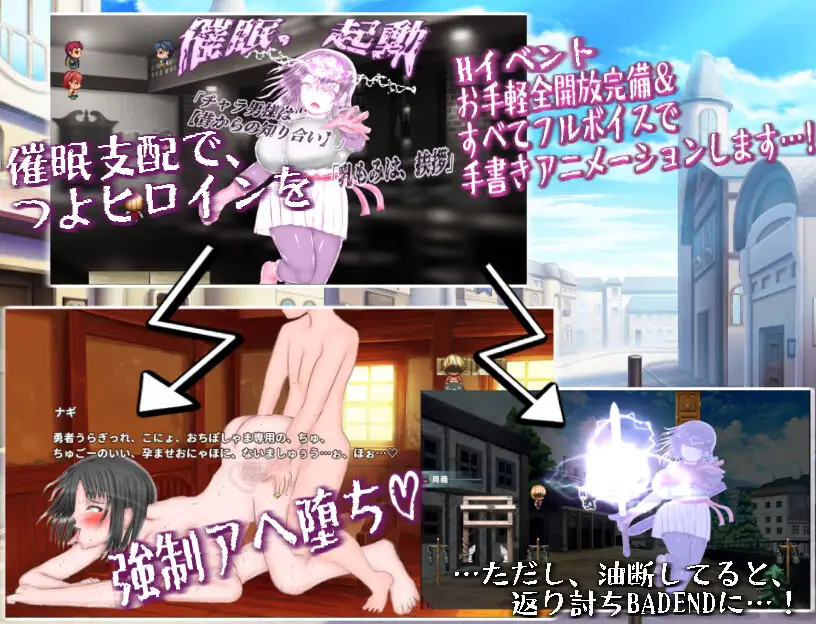 催眠，起動
「チャラ男様は
【昔からの知り合い】」
「乳もみは、挨拶」
催眠支配で、
つよヒロインを
Hイベント
お手軽全開放完備&
すべてフルボイスで
手書きアニメーションします…!
ナギ
勇者うらぎっれ、こにょ、おちぽしゃま専用の、ちゅ、
ちゅごーのいい、孕ませおにゃほに、ないましゅぅう…ぉ、ほぉ…♡
強制アヘ堕ち♡
奥義
…ただし、油断してると、
返り討ちBADENDに…！